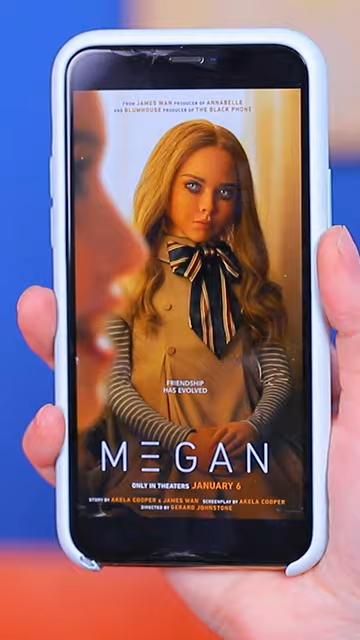 FROM JAMES WAN PRODUCER OF ANNABELLE
AND BLUMHOUSE PRODUCER OF THE BLACK PHONE
FRIENDSHIP
HAS EVOLVED
MEGAN
ONLY IN THEATERS JANUARY 6
STORY BY AKELA COOPER & JAMES WAN SCREENPLAY BY AKELA COOPER
DIRECTED BY GERARD JOHNSTONE